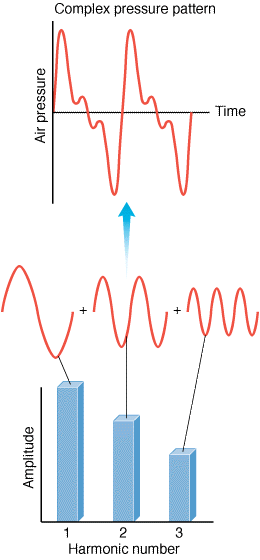 Complex pressure pattern
Air pressure
Time
+ +
Amplitude
1 2 3
Harmonic number